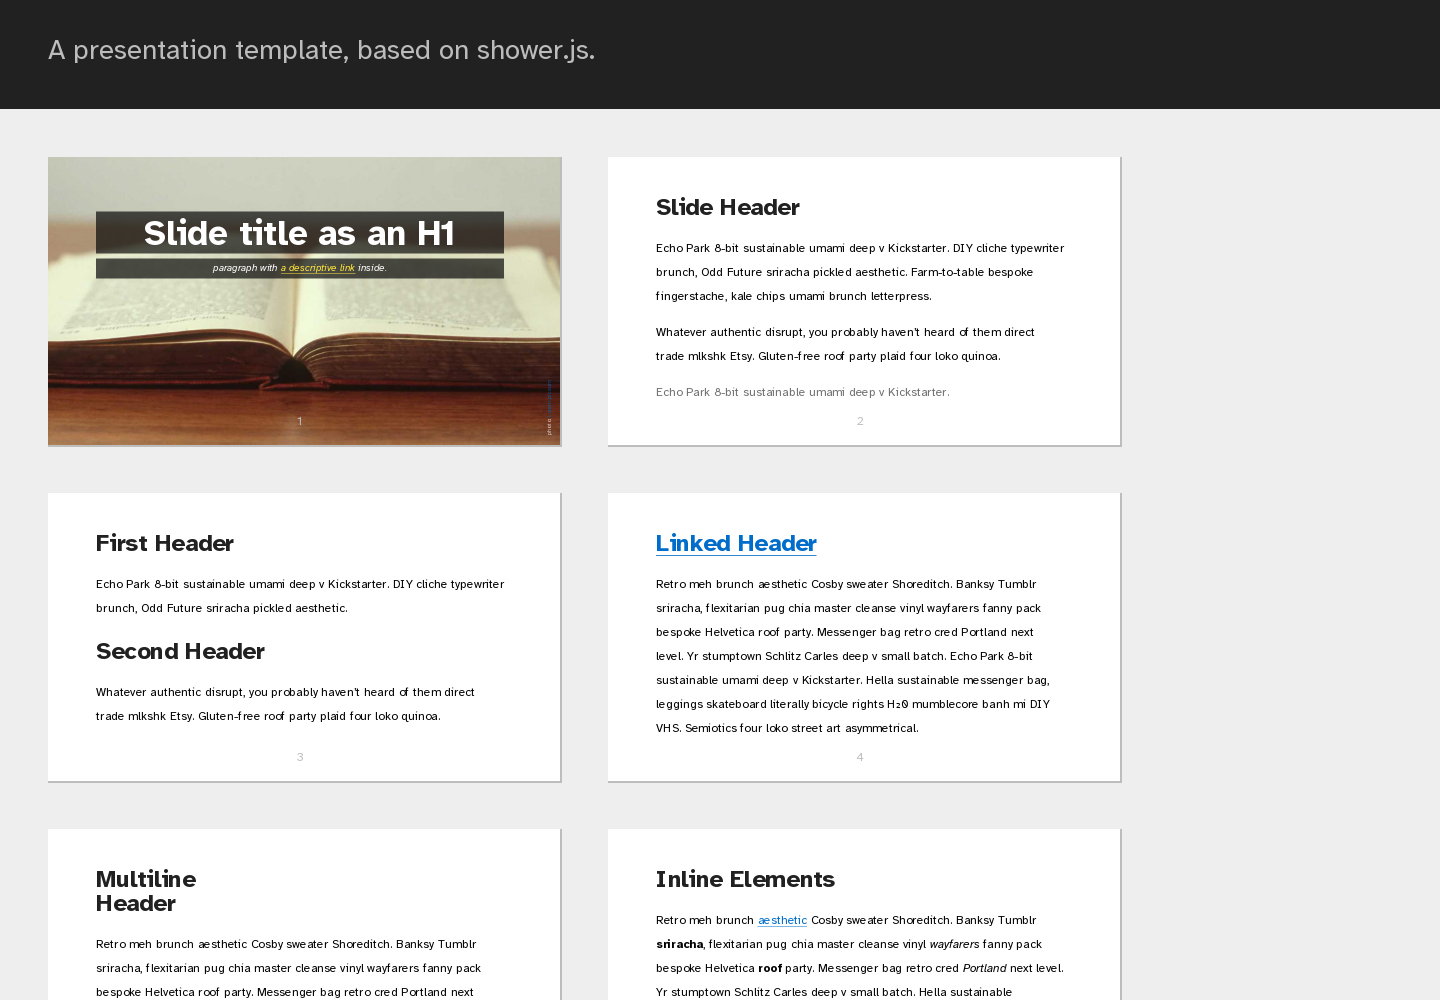 A presentation template, based on shower.js.
Slide title as an H1
paragraph with a descriptive link inside.
photo
1
Slide Header
Echo Park 8-bit sustainable umami deep v Kickstarter. DIY cliche typewriter
brunch, Odd Future sriracha pickled aesthetic. Farm-to-table bespoke
fingerstache, kale chips umami brunch letterpress.
Whatever authentic disrupt, you probably haven't heard of them direct
trade mlkshk Etsy. Gluten-free roof party plaid four loko quinoa.
Echo Park 8-bit sustainable umami deep v Kickstarter.
2
First Header
Echo Park 8-bit sustainable umami deep v Kickstarter. DIY cliche typewriter
brunch, Odd Future sriracha pickled aesthetic.
Second Header
Whatever authentic disrupt, you probably haven't heard of them direct
trade mlkshk Etsy. Gluten-free roof party plaid four loko quinoa.
3
Linked Header
Retro meh brunch aesthetic Cosby sweater Shoreditch. Banksy Tumblr
sriracha, flexitarian pug chia master cleanse vinyl wayfarers fanny pack
bespoke Helvetica roof party. Messenger bag retro cred Portland next
level. Yr stumptown Schlitz Carles deep v small batch. Echo Park 8-bit
sustainable umami deep v Kickstarter. Hella sustainable messenger bag,
leggings skateboard literally bicycle rights H₂0 mumblecore banh mi DIY
VHS. Semiotics four loko street art asymmetrical.
4
Multiline
Header
Retro meh brunch aesthetic Cosby sweater Shoreditch. Banksy Tumblr
sriracha, flexitarian pug chia master cleanse vinyl wayfarers fanny pack
bespoke Helvetica roof party. Messenger bag retro cred Portland next
Inline Elements
Retro meh brunch aesthetic Cosby sweater Shoreditch. Banksy Tumblr
sriracha, flexitarian pug chia master cleanse vinyl wayfarers fanny pack
bespoke Helvetica roof party. Messenger bag retro cred Portland next level.
Yr stumptown Schlitz Carles deep v small batch. Hella sustainable